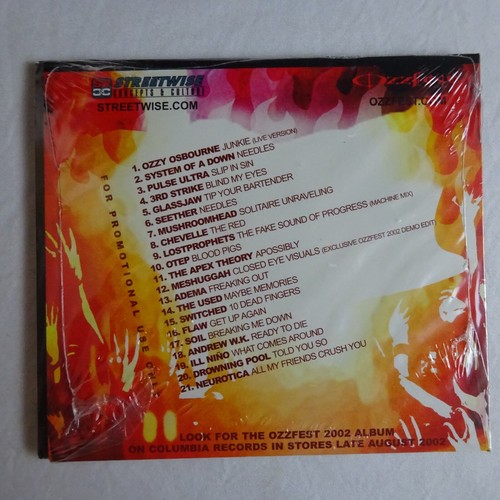 STREETWISE
CONCEPTS & CULTURE
STREETWISE.COM
Ozzfest
OZZFEST.COM
FOR PROMOTIONAL USE ONLY
1. OZZY OSBOURNE JUNKIE (LIVE VERSION)
2. SYSTEM OF A DOWN NEEDLES
3. PULSE ULTRA SLIP IN SIN
4. 3RD STRIKE BLIND MY EYES
5. GLASSJAW TIP YOUR BARTENDER
6. SEETHER NEEDLES
7. MUSHROOMHEAD SOLITAIRE UNRAVELING
8. CHEVELLE THE RED
9. LOSTPROPHETS THE FAKE SOUND OF PROGRESS (MACHINE MIX)
10. OTEP BLOOD PIGS
11. THE APEX THEORY APOSSIBLY
12. MESHUGGAH CLOSED EYE VISUALS (EXCLUSIVE OZZFEST 2002 DEMO EDIT)
13. ADEMA FREAKING OUT
14. THE USED MAYBE MEMORIES
15. SWITCHED 10 DEAD FINGERS
16. FLAW GET UP AGAIN
17. SOIL BREAKING ME DOWN
18. ANDREW W.K. READY TO DIE
19. ILL NIÑO WHAT COMES AROUND
20. DROWNING POOL TOLD YOU SO
21. NEUROTICA ALL MY FRIENDS CRUSH YOU
LOOK FOR THE OZZFEST 2002 ALBUM
ON COLUMBIA RECORDS IN STORES LATE AUGUST 2002